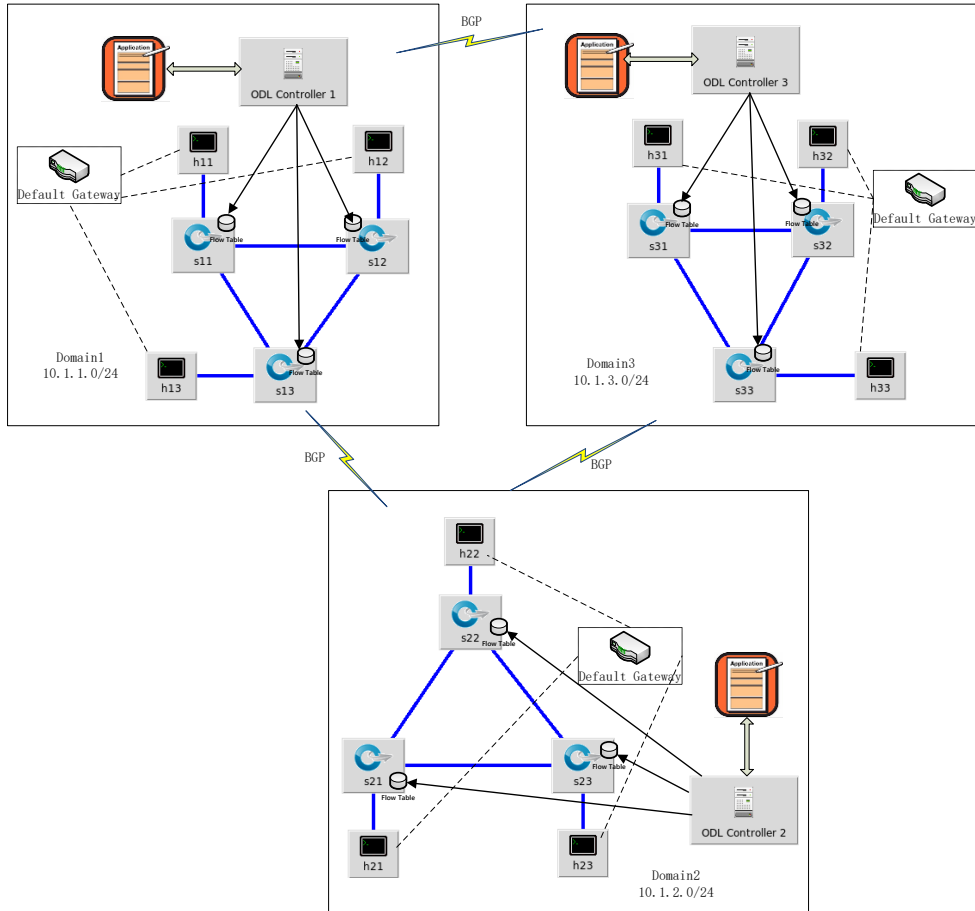 BGP
Application
ODL Controller 1
h11
h12
Default Gateway
Flow Table
Flow Table
s11
s12
Domain1
10.1.1.0/24
h13
Flow Table
s13
Application
ODL Controller 3
h31
h32
Default Gateway
Flow Table
Flow Table
s31
s32
Domain3
10.1.3.0/24
Flow Table
s33
h33
BGP
BGP
h22
s22
Flow Table
Default Gateway
Application
s21
Flow Table
s23
Flow Table
ODL Controller 2
h21
h23
Domain2
10.1.2.0/24